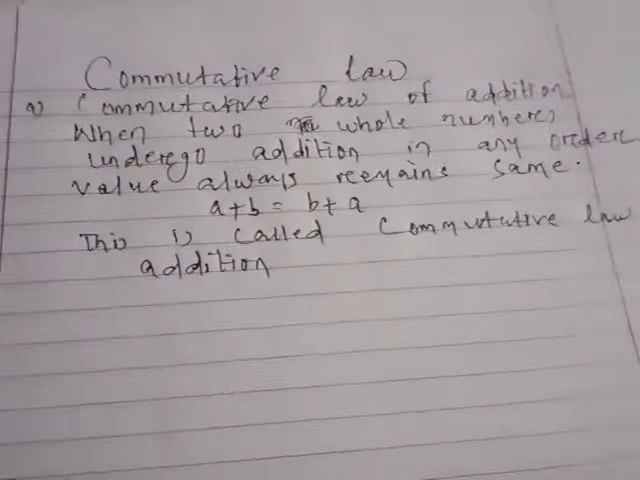 Commutative law
a) Commutative law of addition
When two whole numbers
underego addition in any order
value always remains same.
a+b = b+a
This is called Commutative law
addition